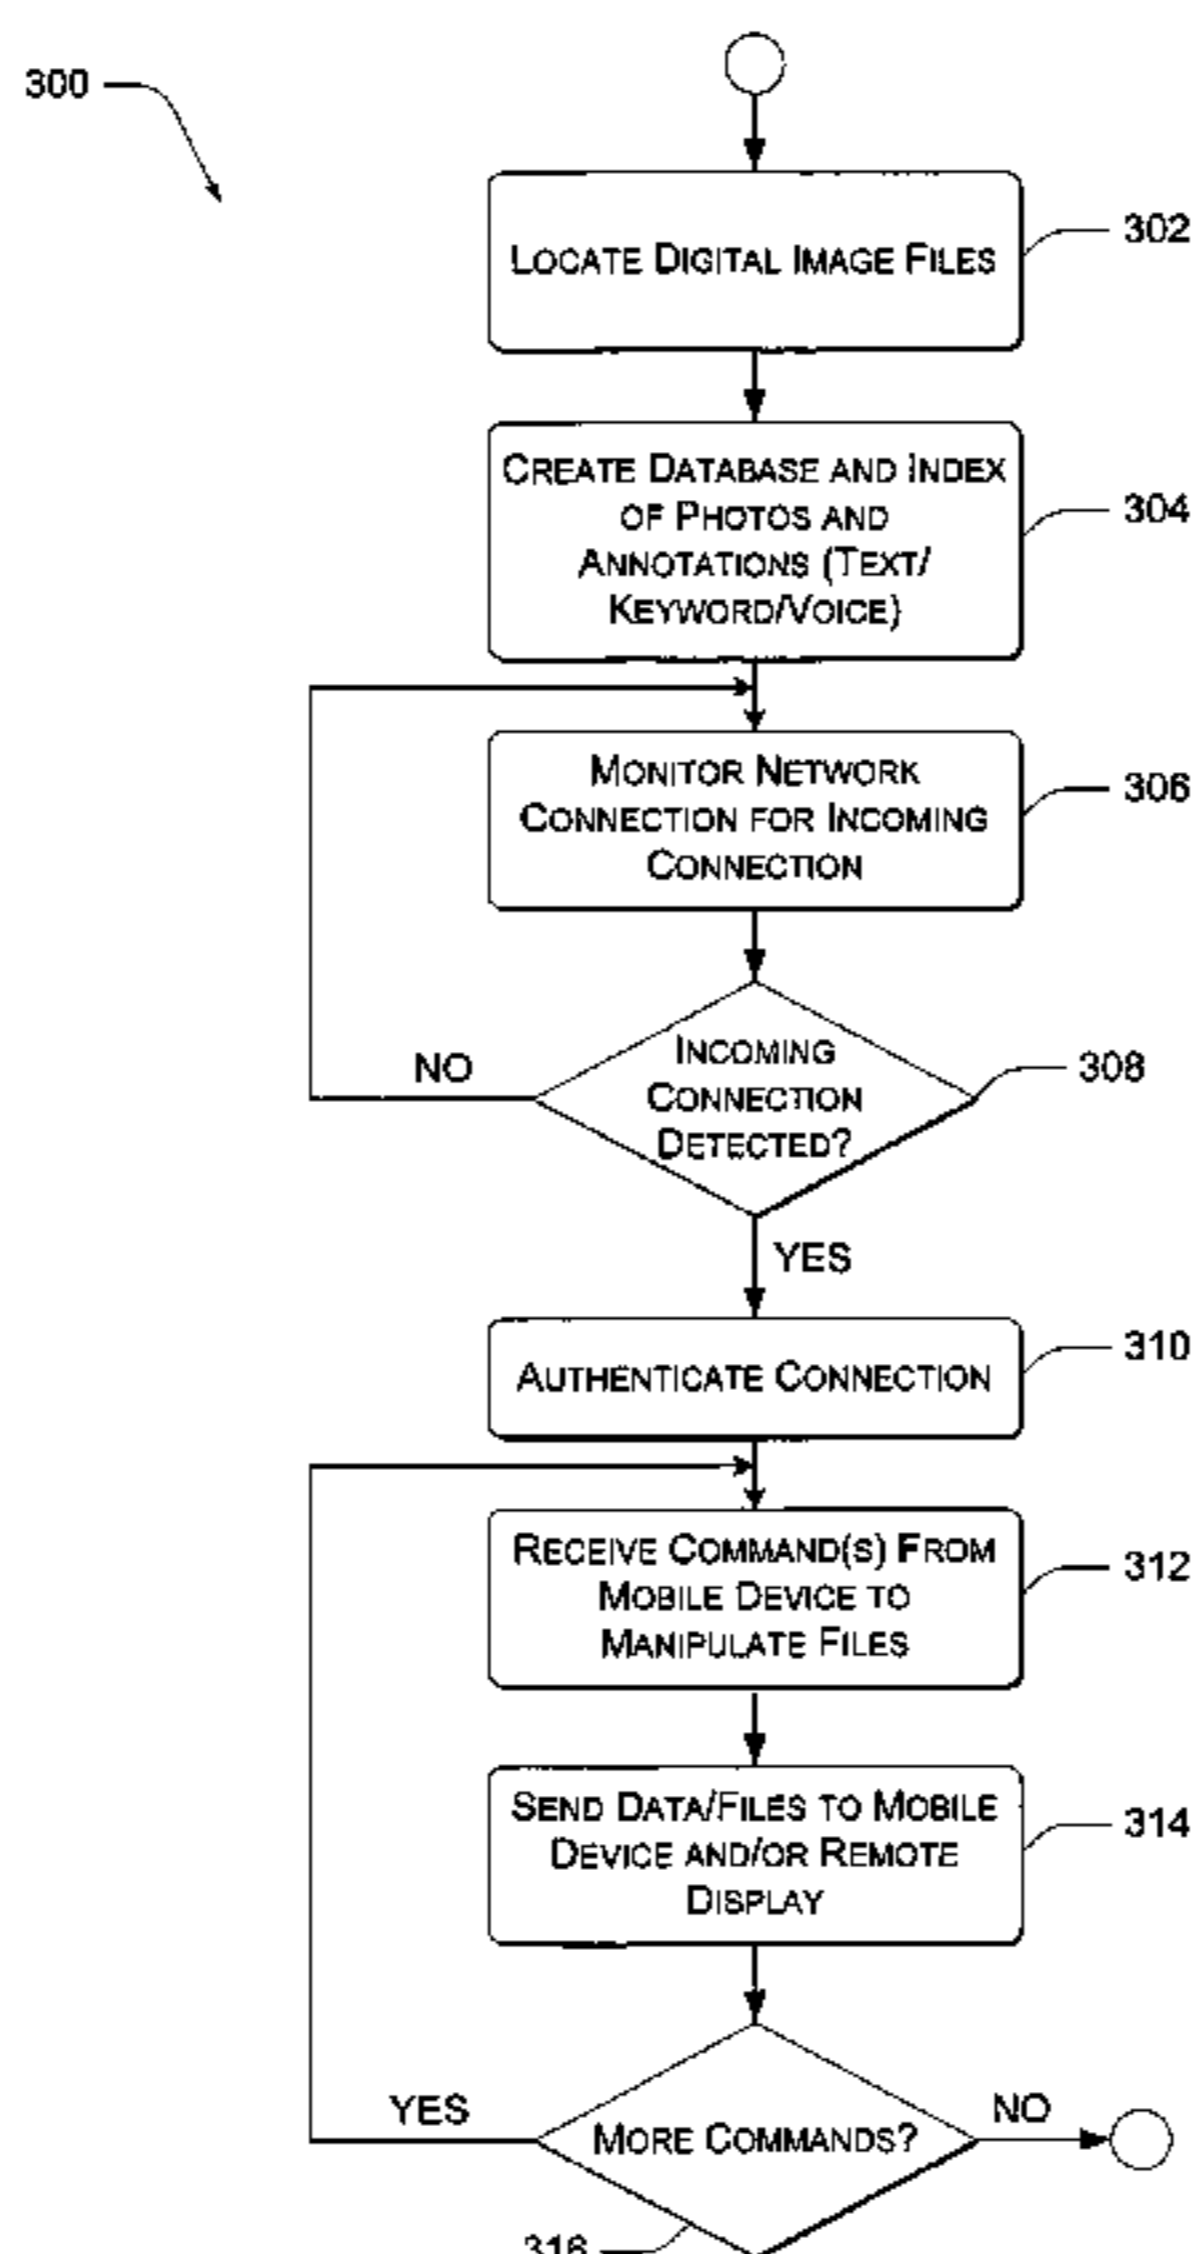 300
302
LOCATE DIGITAL IMAGE FILES
CREATE DATABASE AND INDEX
OF PHOTOS AND
ANNOTATIONS (TEXT/
KEYWORD/VOICE)
304
MONITOR NETWORK
CONNECTION FOR INCOMING
CONNECTION
306
INCOMING
CONNECTION
DETECTED?
NO
308
YES
AUTHENTICATE CONNECTION
310
RECEIVE COMMAND(S) FROM
MOBILE DEVICE TO
MANIPULATE FILES
312
SEND DATA/FILES TO MOBILE
DEVICE AND/OR REMOTE
DISPLAY
314
YES
MORE COMMANDS?
NO
316